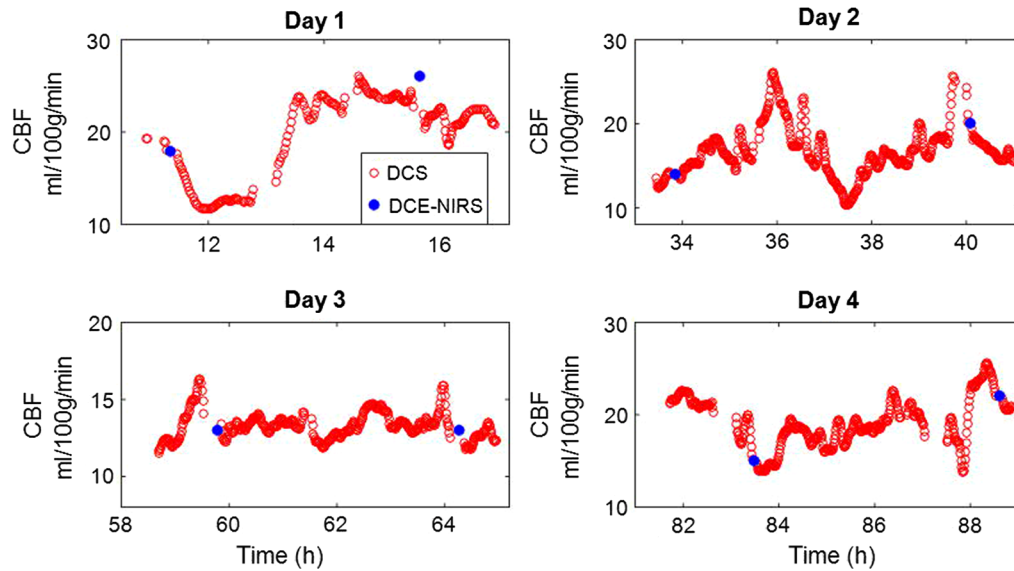 Day 1
30
20
10
CBF
ml/100g/min
DCS
DCE-NIRS
12
14
16
Day 2
30
20
10
CBF
ml/100g/min
34
36
38
40
Day 3
20
15
10
CBF
ml/100g/min
58
60
62
64
Time (h)
Day 4
30
20
10
CBF
ml/100g/min
82
84
86
88
Time (h)